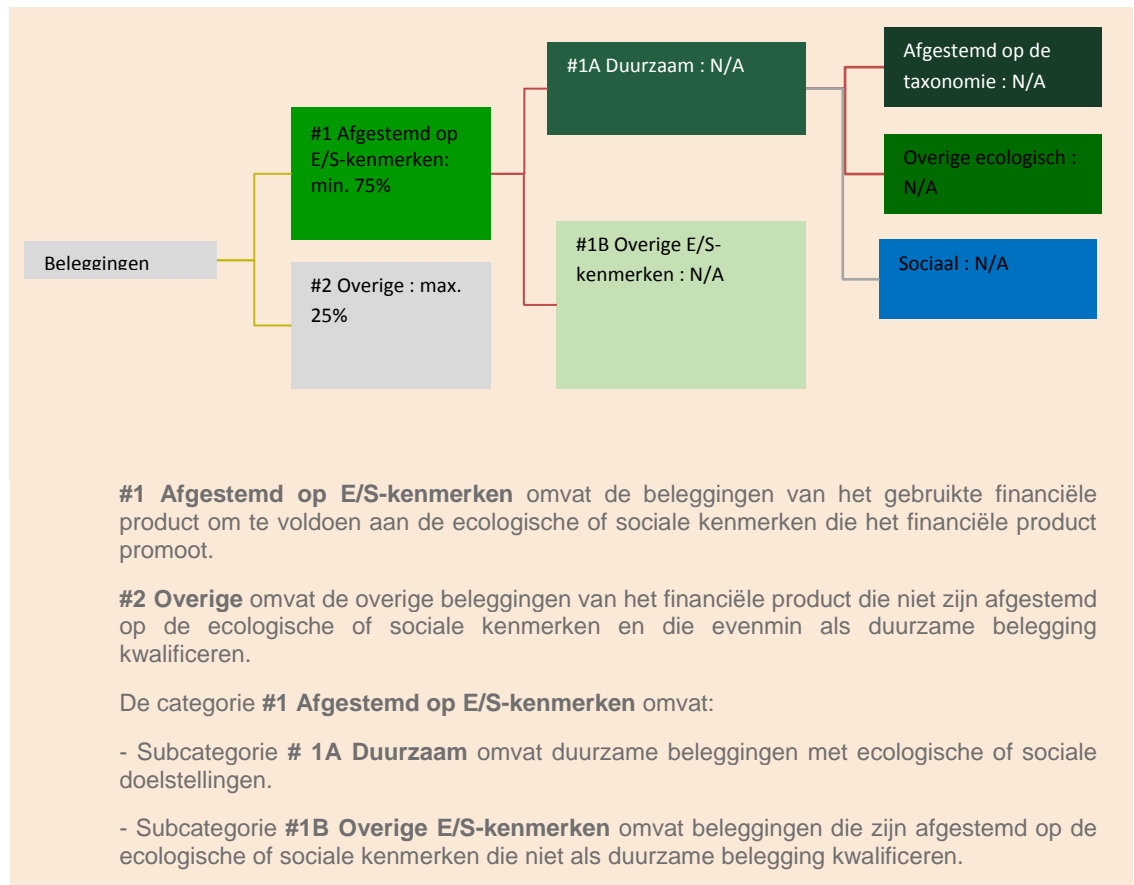 #1A Duurzaam : N/A
Afgestemd op de
taxonomie : N/A
#1 Afgestemd op
E/S-kenmerken:
min. 75%
Overige ecologisch :
N/A
#1B Overige E/S-
kenmerken : N/A
Beleggingen
Sociaal : N/A
#2 Overige : max.
25%
#1 Afgestemd op E/S-kenmerken omvat de beleggingen van het gebruikte financiële
product om te voldoen aan de ecologische of sociale kenmerken die het financiële product
promoot.
#2 Overige omvat de overige beleggingen van het financiële product die niet zijn afgestemd
op de ecologische of sociale kenmerken en die evenmin als duurzame belegging
kwalificeren.
De categorie #1 Afgestemd op E/S-kenmerken omvat:
- Subcategorie # 1A Duurzaam omvat duurzame beleggingen met ecologische of sociale
doelstellingen.
- Subcategorie #1B Overige E/S-kenmerken omvat beleggingen die zijn afgestemd op de
ecologische of sociale kenmerken die niet als duurzame belegging kwalificeren.